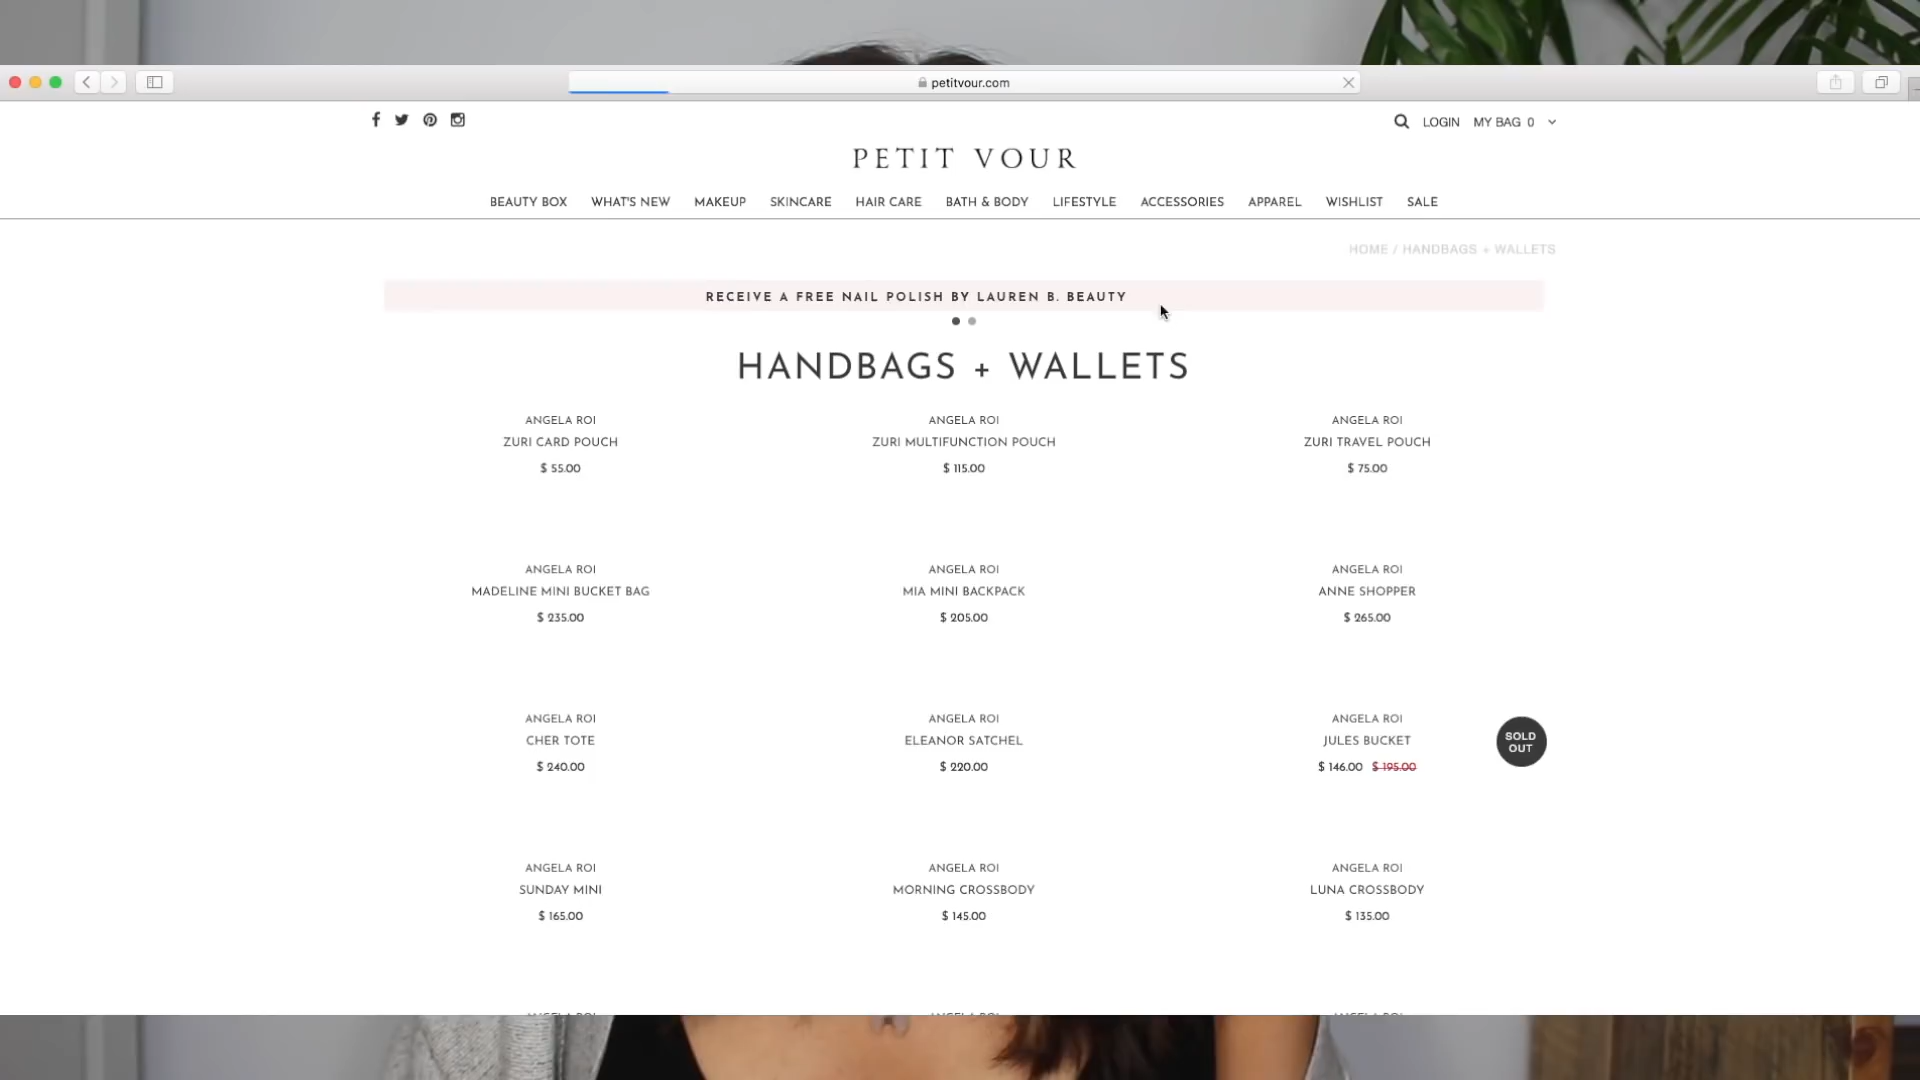 petitvour.com
LOGIN MY BAG 0
PETIT VOUR
BEAUTY BOX WHAT'S NEW MAKEUP SKINCARE HAIR CARE BATH & BODY LIFESTYLE ACCESSORIES APPAREL WISHLIST SALE
HOME / HANDBAGS + WALLETS
RECEIVE A FREE NAIL POLISH BY LAUREN B. BEAUTY
HANDBAGS + WALLETS
ANGELA ROI ANGELA ROI ANGELA ROI
ZURI CARD POUCH ZURI MULTIFUNCTION POUCH ZURI TRAVEL POUCH
$ 55.00 $ 115.00 $ 75.00
ANGELA ROI ANGELA ROI ANGELA ROI
MADELINE MINI BUCKET BAG MIA MINI BACKPACK ANNE SHOPPER
$ 235.00 $ 205.00 $ 265.00
ANGELA ROI ANGELA ROI ANGELA ROI
CHER TOTE ELEANOR SATCHEL JULES BUCKET
$ 240.00 $ 220.00 $ 146.00 $ 195.00
SOLD
OUT
ANGELA ROI ANGELA ROI ANGELA ROI
SUNDAY MINI MORNING CROSSBODY LUNA CROSSBODY
$ 165.00 $ 145.00 $ 135.00